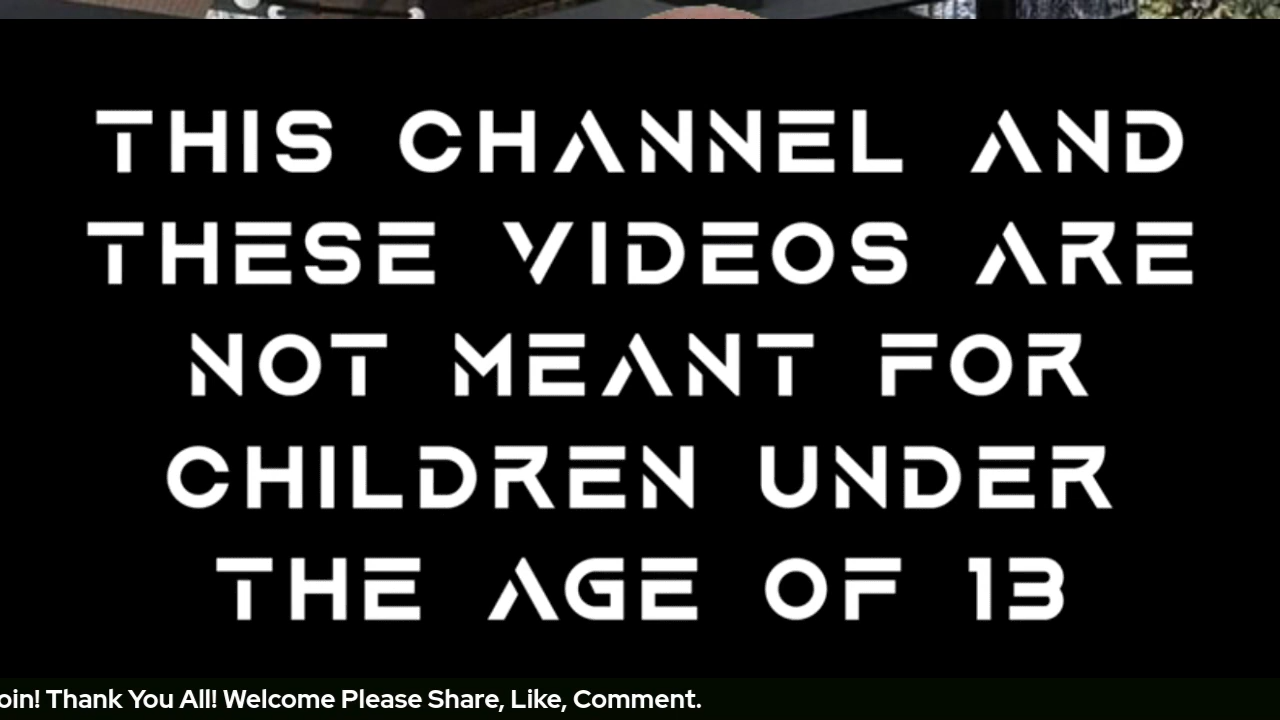 THIS CHANNEL AND
THESE VIDEOS ARE
NOT MEANT FOR
CHILDREN UNDER
THE AGE OF 13
oin! Thank You All! Welcome Please Share, Like, Comment.